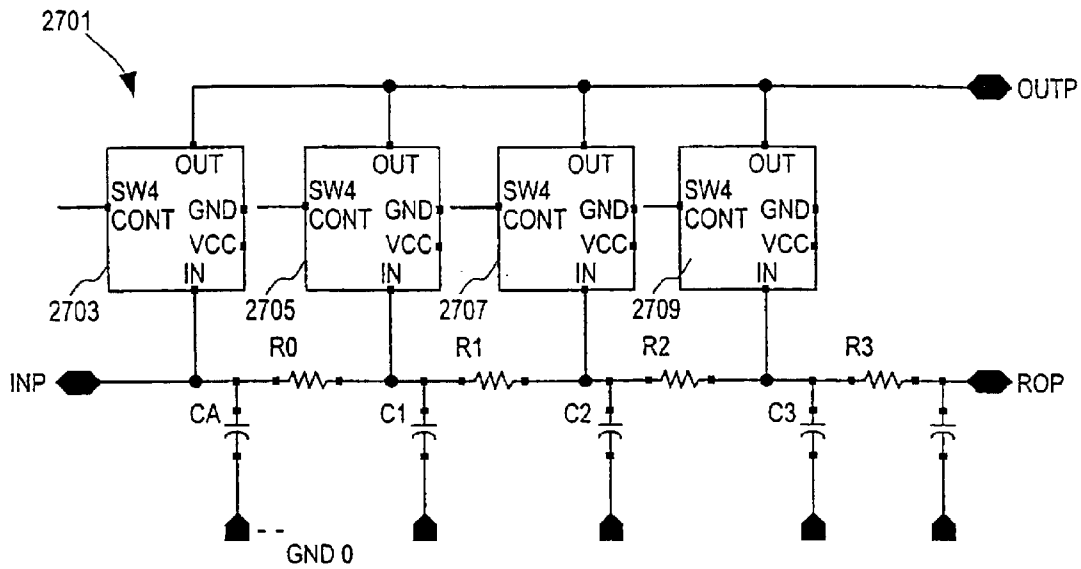 2701
OUTP
OUT OUT OUT OUT
SW4 CONT GND VCC IN
SW4 CONT GND VCC IN
SW4 CONT GND VCC IN
SW4 CONT GND VCC IN
2703 2705 2707 2709
R0 R1 R2 R3
INP ROP
CA C1 C2 C3
GND 0